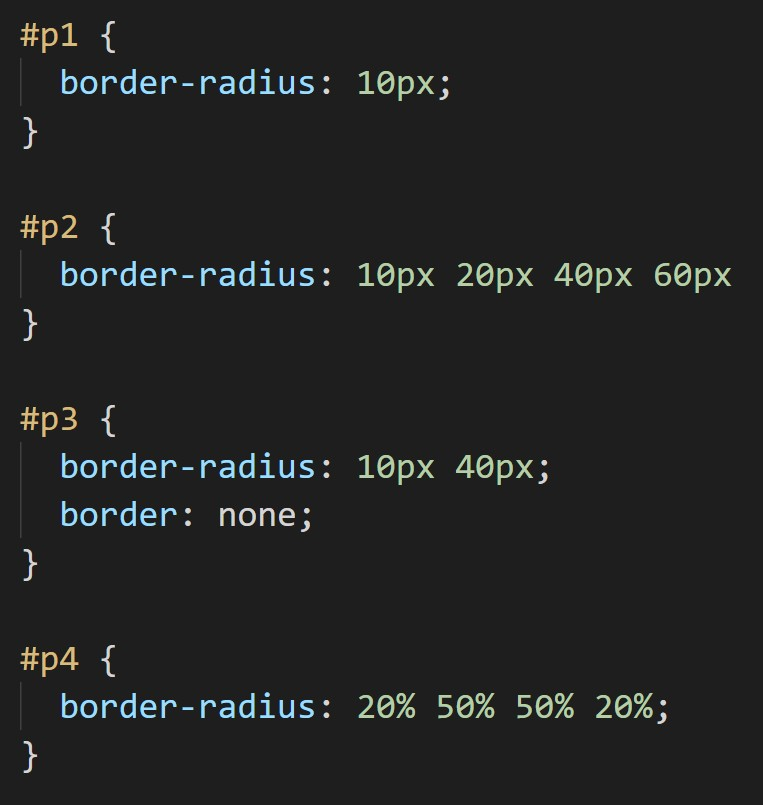 #p1 {
  border-radius: 10px;
}

#p2 {
  border-radius: 10px 20px 40px 60px
}

#p3 {
  border-radius: 10px 40px;
  border: none;
}

#p4 {
  border-radius: 20% 50% 50% 20%;
}